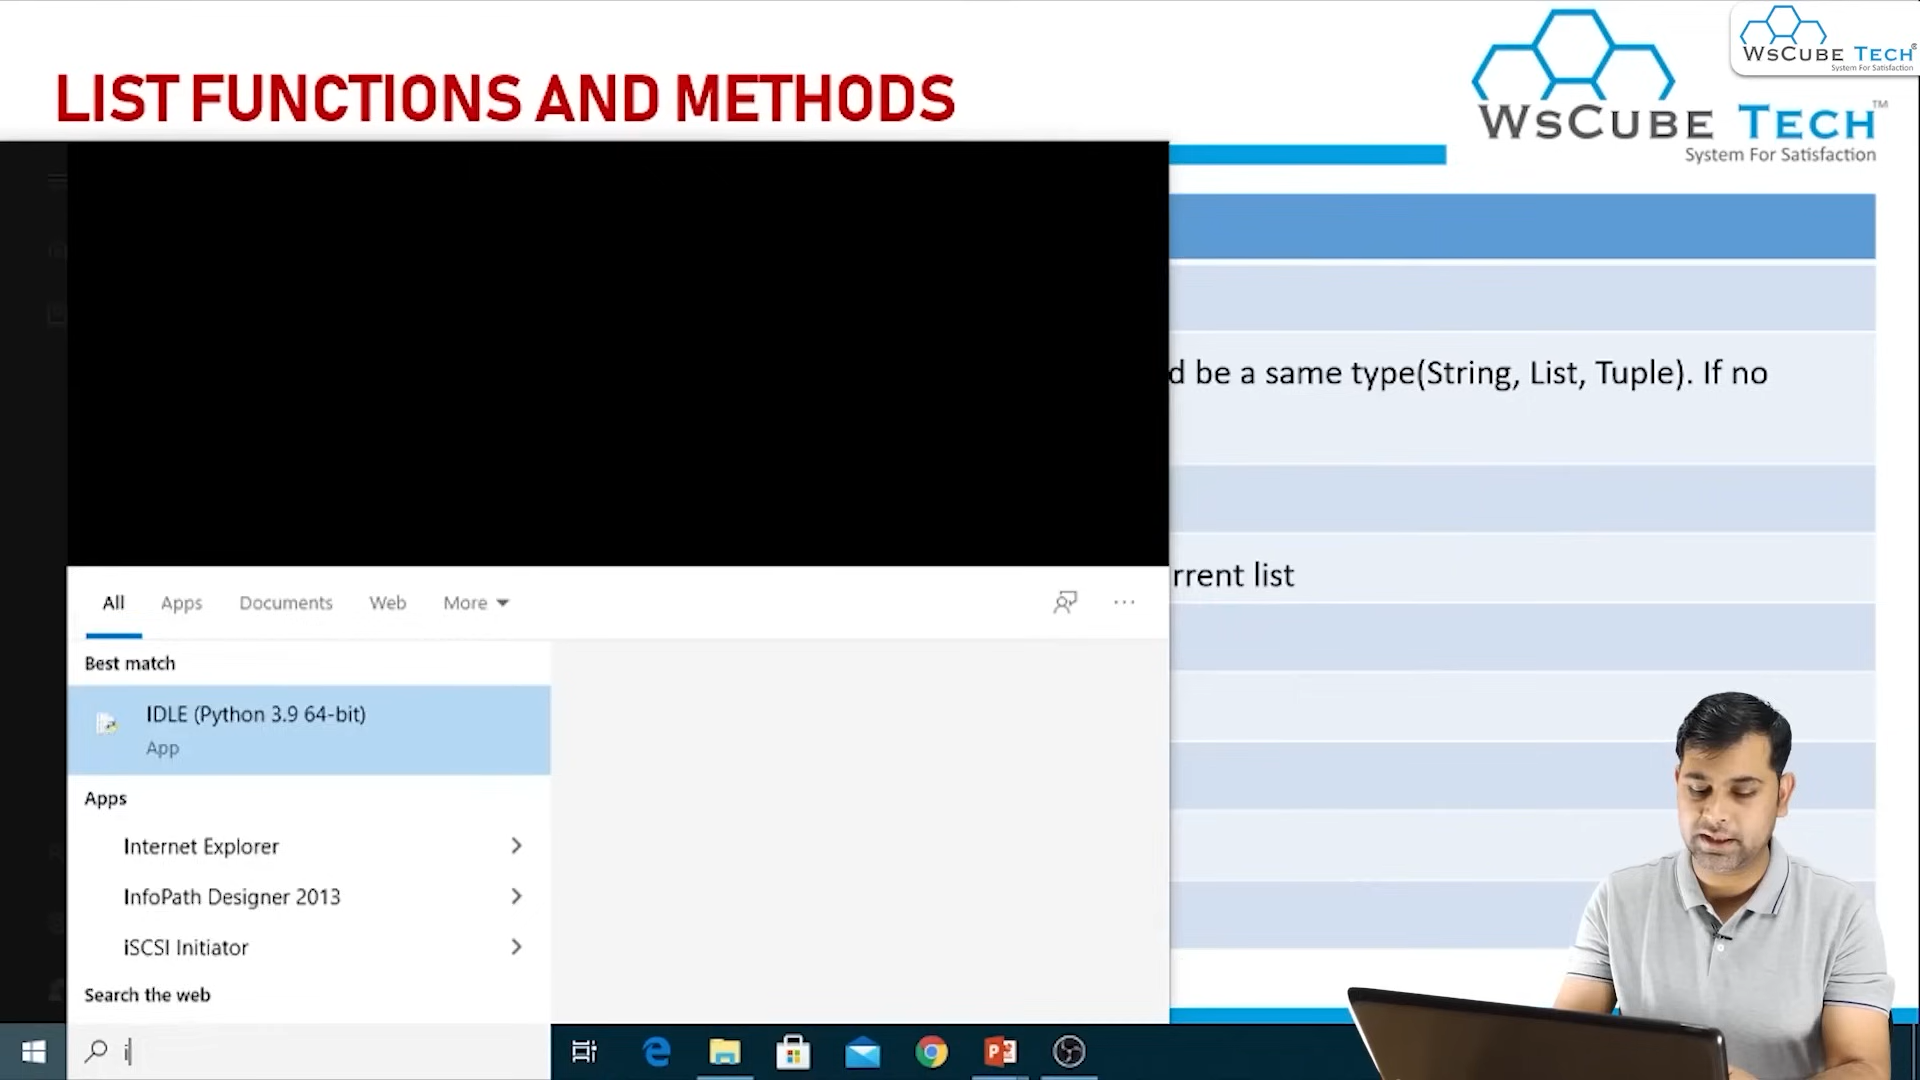 LIST FUNCTIONS AND METHODS
WSCUBE TECH™
System For Satisfaction
WSCUBE TECH®
System For Satisfaction
d be a same type(String, List, Tuple). If no
rrent list
All
Apps
Documents
Web
More
...
Best match
IDLE (Python 3.9 64-bit)
App
Apps
Internet Explorer
InfoPath Designer 2013
iSCSI Initiator
Search the web
i